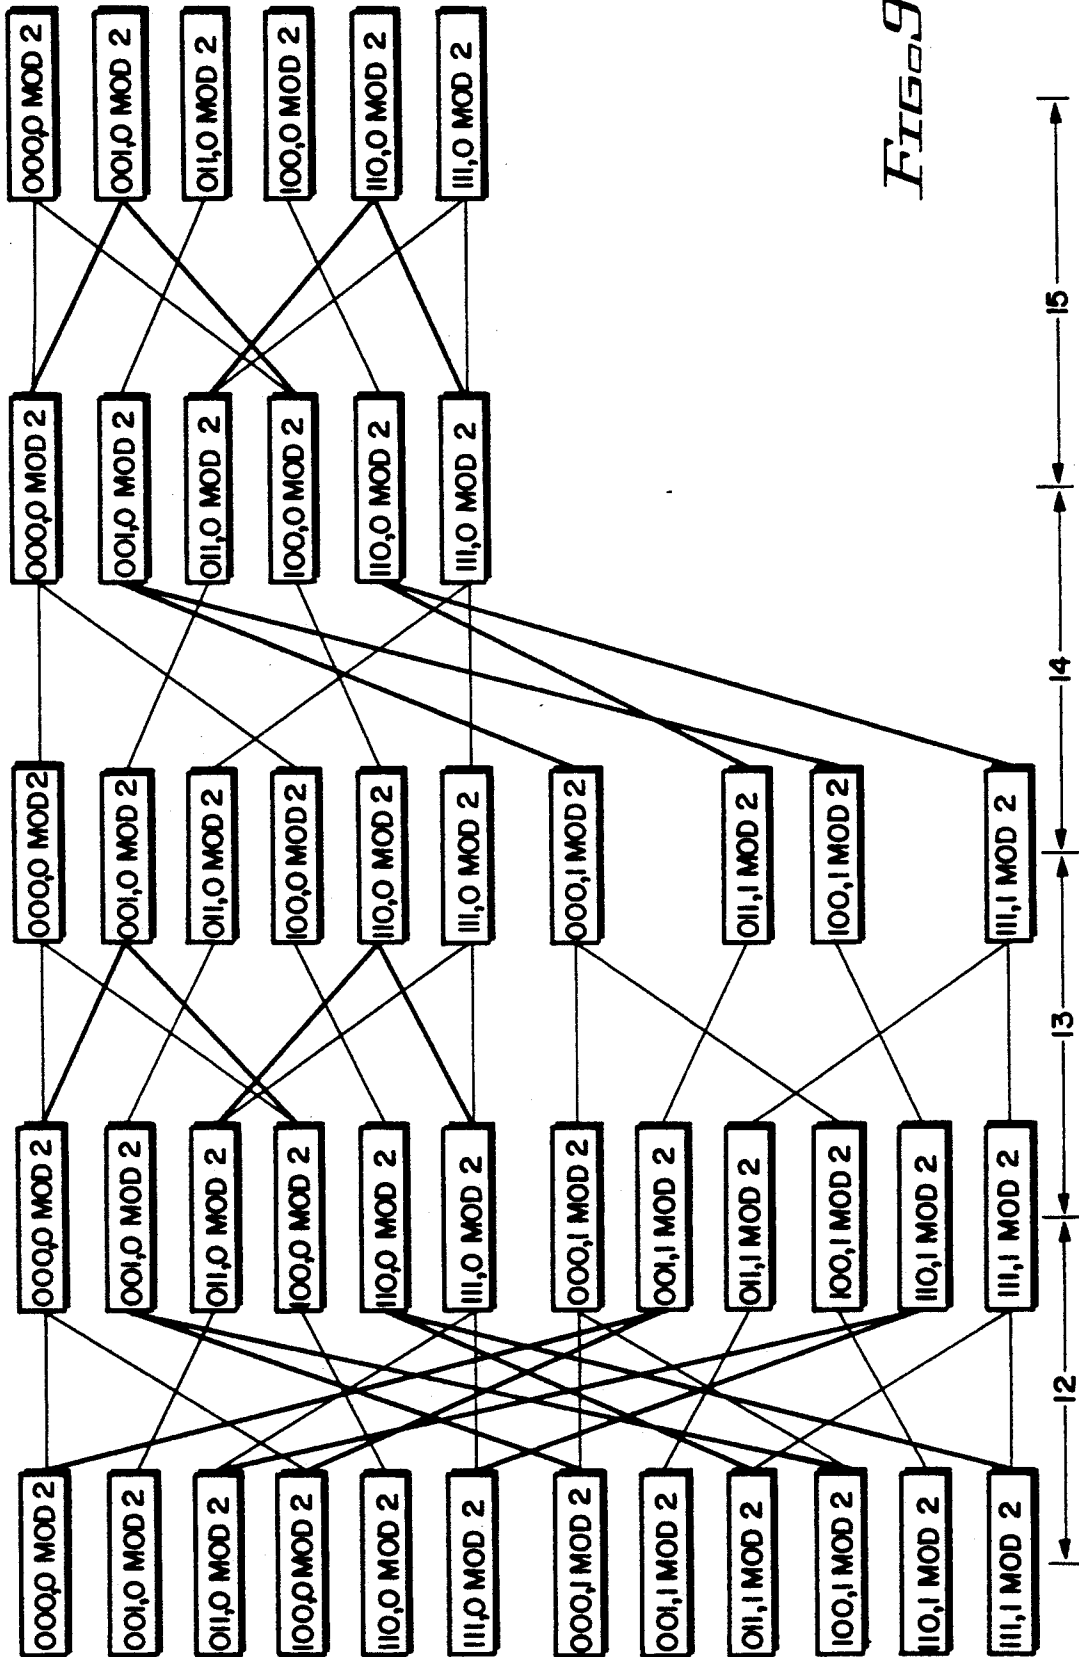 000,0 MOD 2
001,0 MOD 2
011,0 MOD 2
100,0 MOD 2
110,0 MOD 2
111,0 MOD 2
000,1 MOD 2
001,1 MOD 2
011,1 MOD 2
100,1 MOD 2
110,1 MOD 2
111,1 MOD 2
12
000,0 MOD 2
001,0 MOD 2
011,0 MOD 2
100,0 MOD 2
110,0 MOD 2
111,0 MOD 2
000,1 MOD 2
001,1 MOD 2
011,1 MOD 2
100,1 MOD 2
110,1 MOD 2
111,1 MOD 2
13
000,0 MOD 2
001,0 MOD 2
011,0 MOD 2
100,0 MOD 2
110,0 MOD 2
111,0 MOD 2
000,1 MOD 2
011,1 MOD 2
100,1 MOD 2
111,1 MOD 2
14
000,0 MOD 2
001,0 MOD 2
011,0 MOD 2
100,0 MOD 2
110,0 MOD 2
111,0 MOD 2
15
000,0 MOD 2
001,0 MOD 2
011,0 MOD 2
100,0 MOD 2
110,0 MOD 2
111,0 MOD 2
FIG. 9